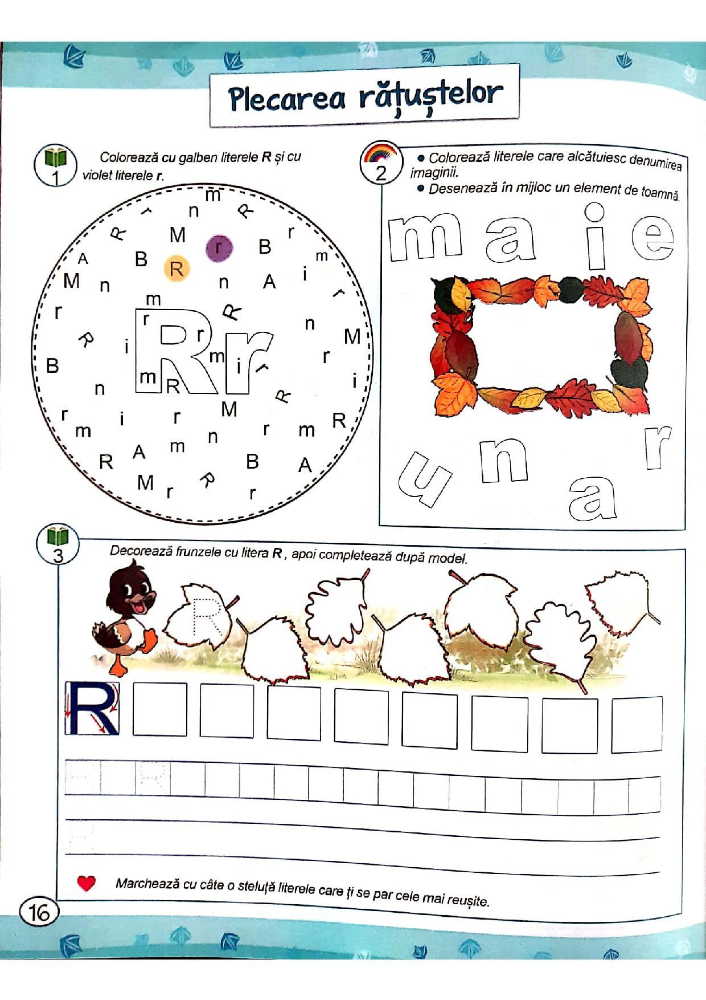 Plecarea rățuștelor
1
Colorează cu galben literele R și cu
violet literele r.
m
r n R
R M r r
A B R B m
M n n A i
m r
r r R n
R i r M
B m i r r
m R i
n R
r i r M
m n r m R
R A m B A
M r R r
Rr
2
• Colorează literele care alcătuiesc denumirea
imaginii.
• Desenează în mijloc un element de toamnă.
m a i e
u n a r
3
Decorează frunzele cu litera R, apoi completează după model.
R
R
R R
R
Marchează cu câte o steluță literele care ți se par cele mai reușite.
16